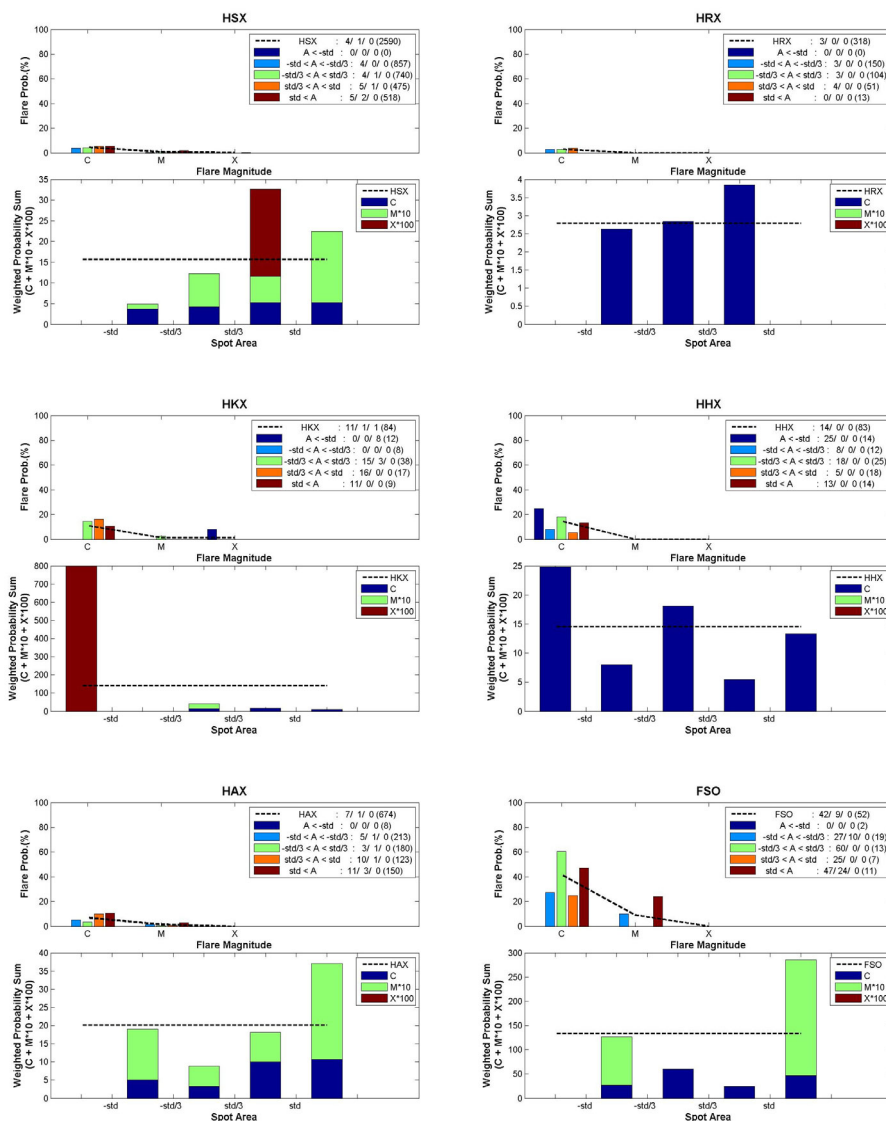 HSX
Flare Prob.(%)
100
80
60
40
20
0
HSX : 4/ 1/ 0 (2590)
A < -std : 0/ 0/ 0 (0)
-std < A < -std/3 : 4/ 0/ 0 (857)
-std/3 < A < std/3 : 4/ 1/ 0 (740)
std/3 < A < std : 5/ 1/ 0 (475)
std < A : 5/ 2/ 0 (518)
C M X
Flare Magnitude
Weighted Probability Sum
(C + M*10 + X*100)
35
30
25
20
15
10
5
0
HSX
C
M*10
X*100
-std -std/3 std/3 std
Spot Area
HRX
Flare Prob.(%)
100
80
60
40
20
0
HRX : 3/ 0/ 0 (318)
A < -std : 0/ 0/ 0 (0)
-std < A < -std/3 : 3/ 0/ 0 (150)
-std/3 < A < std/3 : 3/ 0/ 0 (104)
std/3 < A < std : 4/ 0/ 0 (51)
std < A : 0/ 0/ 0 (13)
C M X
Flare Magnitude
Weighted Probability Sum
(C + M*10 + X*100)
4
3.5
3
2.5
2
1.5
1
0.5
0
HRX
C
M*10
X*100
-std -std/3 std/3 std
Spot Area
HKX
Flare Prob.(%)
100
80
60
40
20
0
HKX : 11/ 1/ 1 (84)
A < -std : 0/ 0/ 8 (12)
-std < A < -std/3 : 0/ 0/ 0 (8)
-std/3 < A < std/3 : 15/ 3/ 0 (38)
std/3 < A < std : 16/ 0/ 0 (17)
std < A : 11/ 0/ 0 (9)
C M X
Flare Magnitude
Weighted Probability Sum
(C + M*10 + X*100)
800
700
600
500
400
300
200
100
0
HKX
C
M*10
X*100
-std -std/3 std/3 std
Spot Area
HHX
Flare Prob.(%)
100
80
60
40
20
0
HHX : 14/ 0/ 0 (83)
A < -std : 25/ 0/ 0 (14)
-std < A < -std/3 : 8/ 0/ 0 (12)
-std/3 < A < std/3 : 18/ 0/ 0 (25)
std/3 < A < std : 5/ 0/ 0 (18)
std < A : 13/ 0/ 0 (14)
C M X
Flare Magnitude
Weighted Probability Sum
(C + M*10 + X*100)
25
20
15
10
5
0
HHX
C
M*10
X*100
-std -std/3 std/3 std
Spot Area
HAX
Flare Prob.(%)
100
80
60
40
20
0
HAX : 7/ 1/ 0 (674)
A < -std : 0/ 0/ 0 (8)
-std < A < -std/3 : 5/ 1/ 0 (213)
-std/3 < A < std/3 : 3/ 1/ 0 (180)
std/3 < A < std : 10/ 1/ 0 (123)
std < A : 11/ 3/ 0 (150)
C M X
Flare Magnitude
Weighted Probability Sum
(C + M*10 + X*100)
40
35
30
25
20
15
10
5
0
HAX
C
M*10
X*100
-std -std/3 std/3 std
Spot Area
FSO
Flare Prob.(%)
100
80
60
40
20
0
FSO : 42/ 9/ 0 (52)
A < -std : 0/ 0/ 0 (2)
-std < A < -std/3 : 27/ 10/ 0 (19)
-std/3 < A < std/3 : 60/ 0/ 0 (13)
std/3 < A < std : 25/ 0/ 0 (7)
std < A : 47/ 24/ 0 (11)
C M X
Flare Magnitude
Weighted Probability Sum
(C + M*10 + X*100)
300
250
200
150
100
50
0
FSO
C
M*10
X*100
-std -std/3 std/3 std
Spot Area